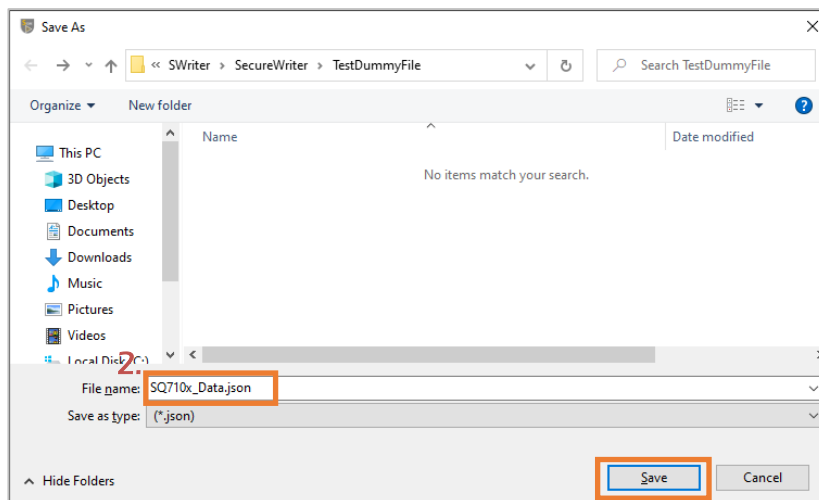 Save As
« SWriter › SecureWriter › TestDummyFile
Search TestDummyFile
Organize
New folder
Name
Date modified
No items match your search.
This PC
3D Objects
Desktop
Documents
Downloads
Music
Pictures
Videos
Local Disk (C:)
2.
File name: SQ710x_Data.json
Save as type: (*.json)
Hide Folders
Save
Cancel